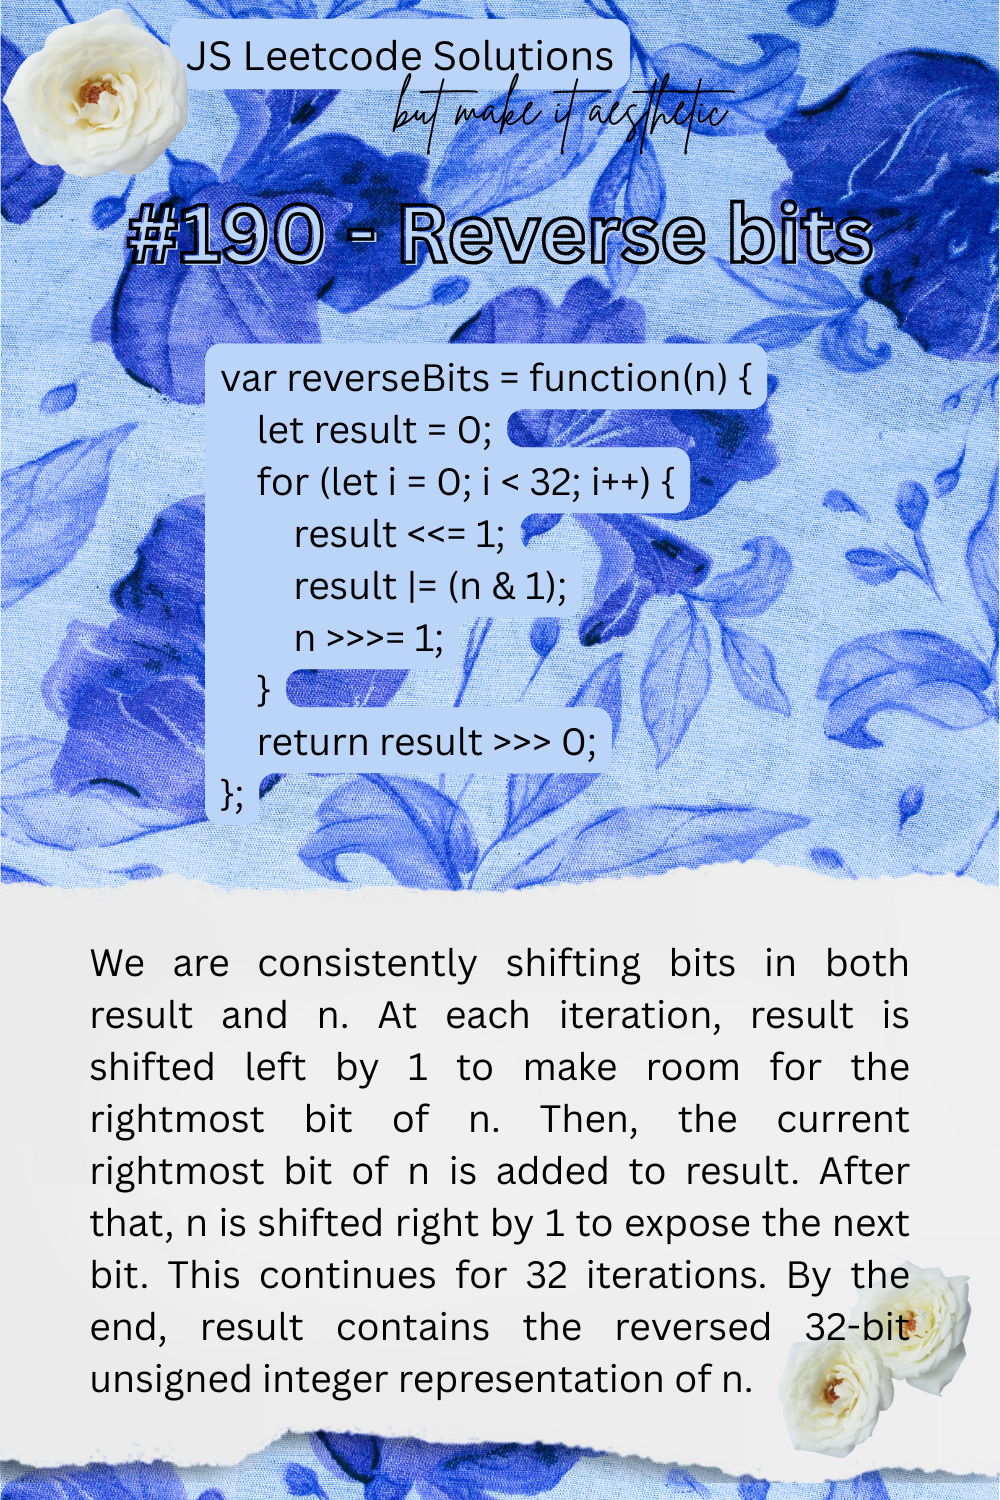 JS Leetcode Solutions
but make it aesthetic
#190 - Reverse bits
var reverseBits = function(n) {
    let result = 0;
    for (let i = 0; i < 32; i++) {
        result <<= 1;
        result |= (n & 1);
        n >>>= 1;
    }
    return result >>> 0;
};
We are consistently shifting bits in both
result and n. At each iteration, result is
shifted left by 1 to make room for the
rightmost bit of n. Then, the current
rightmost bit of n is added to result. After
that, n is shifted right by 1 to expose the next
bit. This continues for 32 iterations. By the
end, result contains the reversed 32-bit
unsigned integer representation of n.